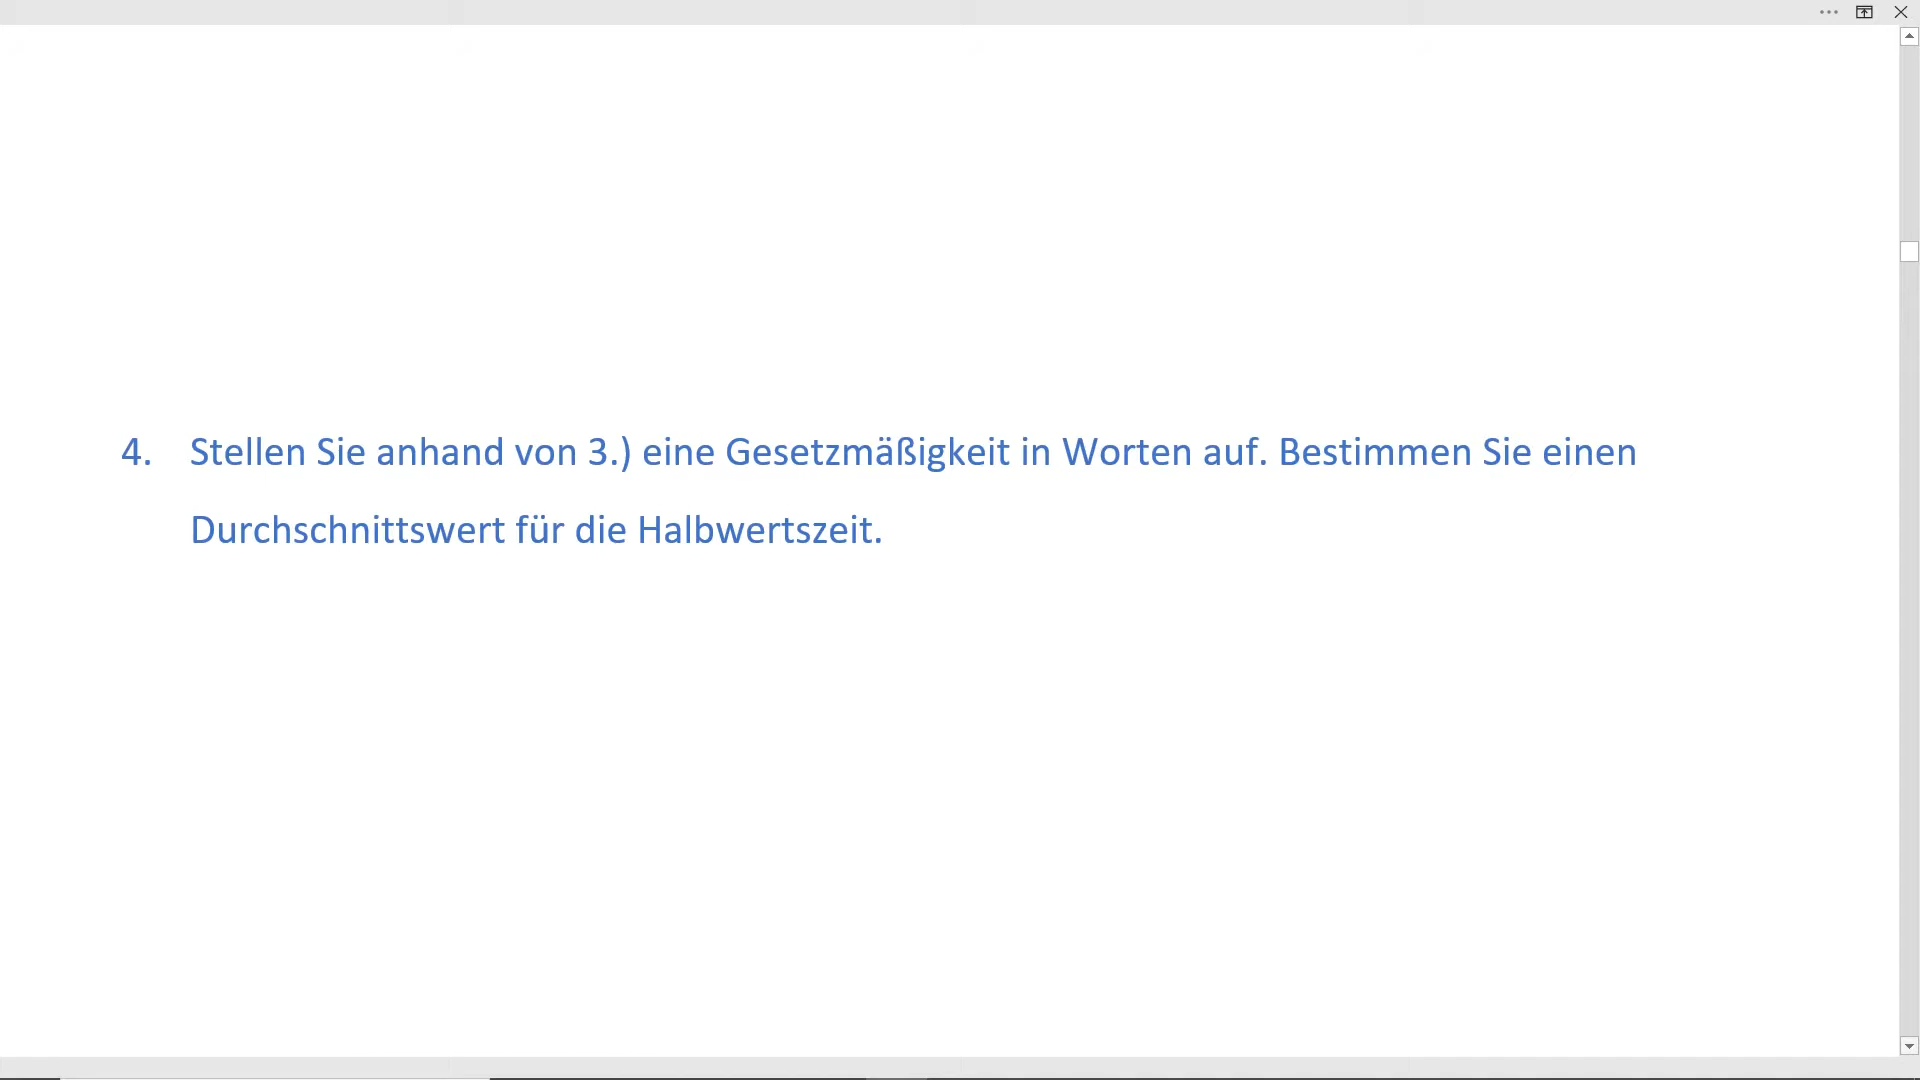 4. Stellen Sie anhand von 3.) eine Gesetzmäßigkeit in Worten auf. Bestimmen Sie einen
Durchschnittswert für die Halbwertszeit.